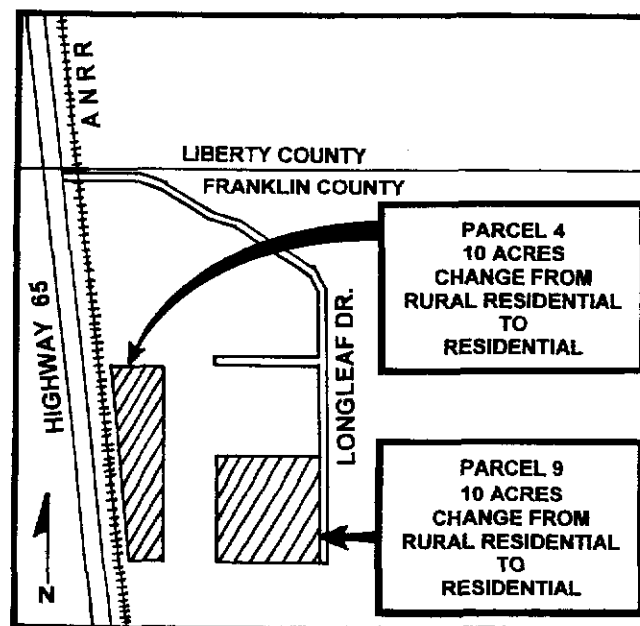 ANRR
LIBERTY COUNTY
FRANKLIN COUNTY
PARCEL 4
10 ACRES
CHANGE FROM
RURAL RESIDENTIAL
TO
RESIDENTIAL
HIGHWAY 65
LONGLEAF DR.
PARCEL 9
10 ACRES
CHANGE FROM
RURAL RESIDENTIAL
TO
RESIDENTIAL
N